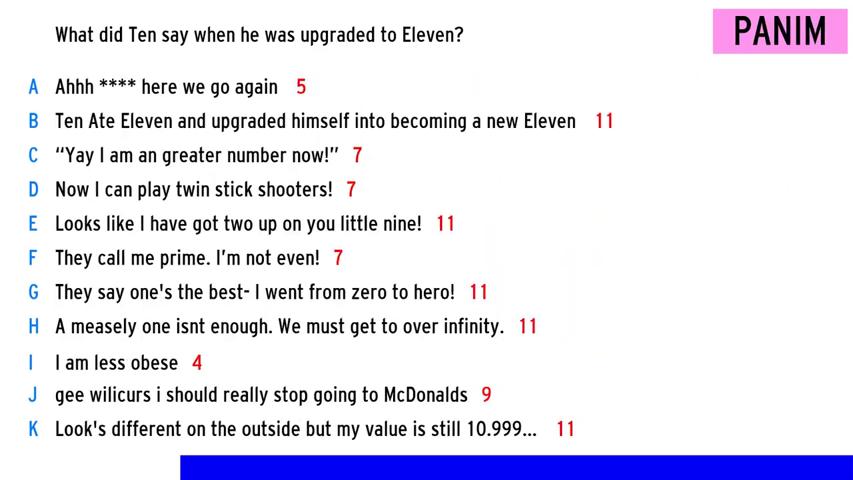 What did Ten say when he was upgraded to Eleven?
PANIM
A Ahhh **** here we go again 5
B Ten Ate Eleven and upgraded himself into becoming a new Eleven 11
C “Yay I am an greater number now!” 7
D Now I can play twin stick shooters! 7
E Looks like I have got two up on you little nine! 11
F They call me prime. I'm not even! 7
G They say one's the best- I went from zero to hero! 11
H A measely one isnt enough. We must get to over infinity. 11
I I am less obese 4
J gee wilicurs i should really stop going to McDonalds 9
K Look's different on the outside but my value is still 10.999... 11